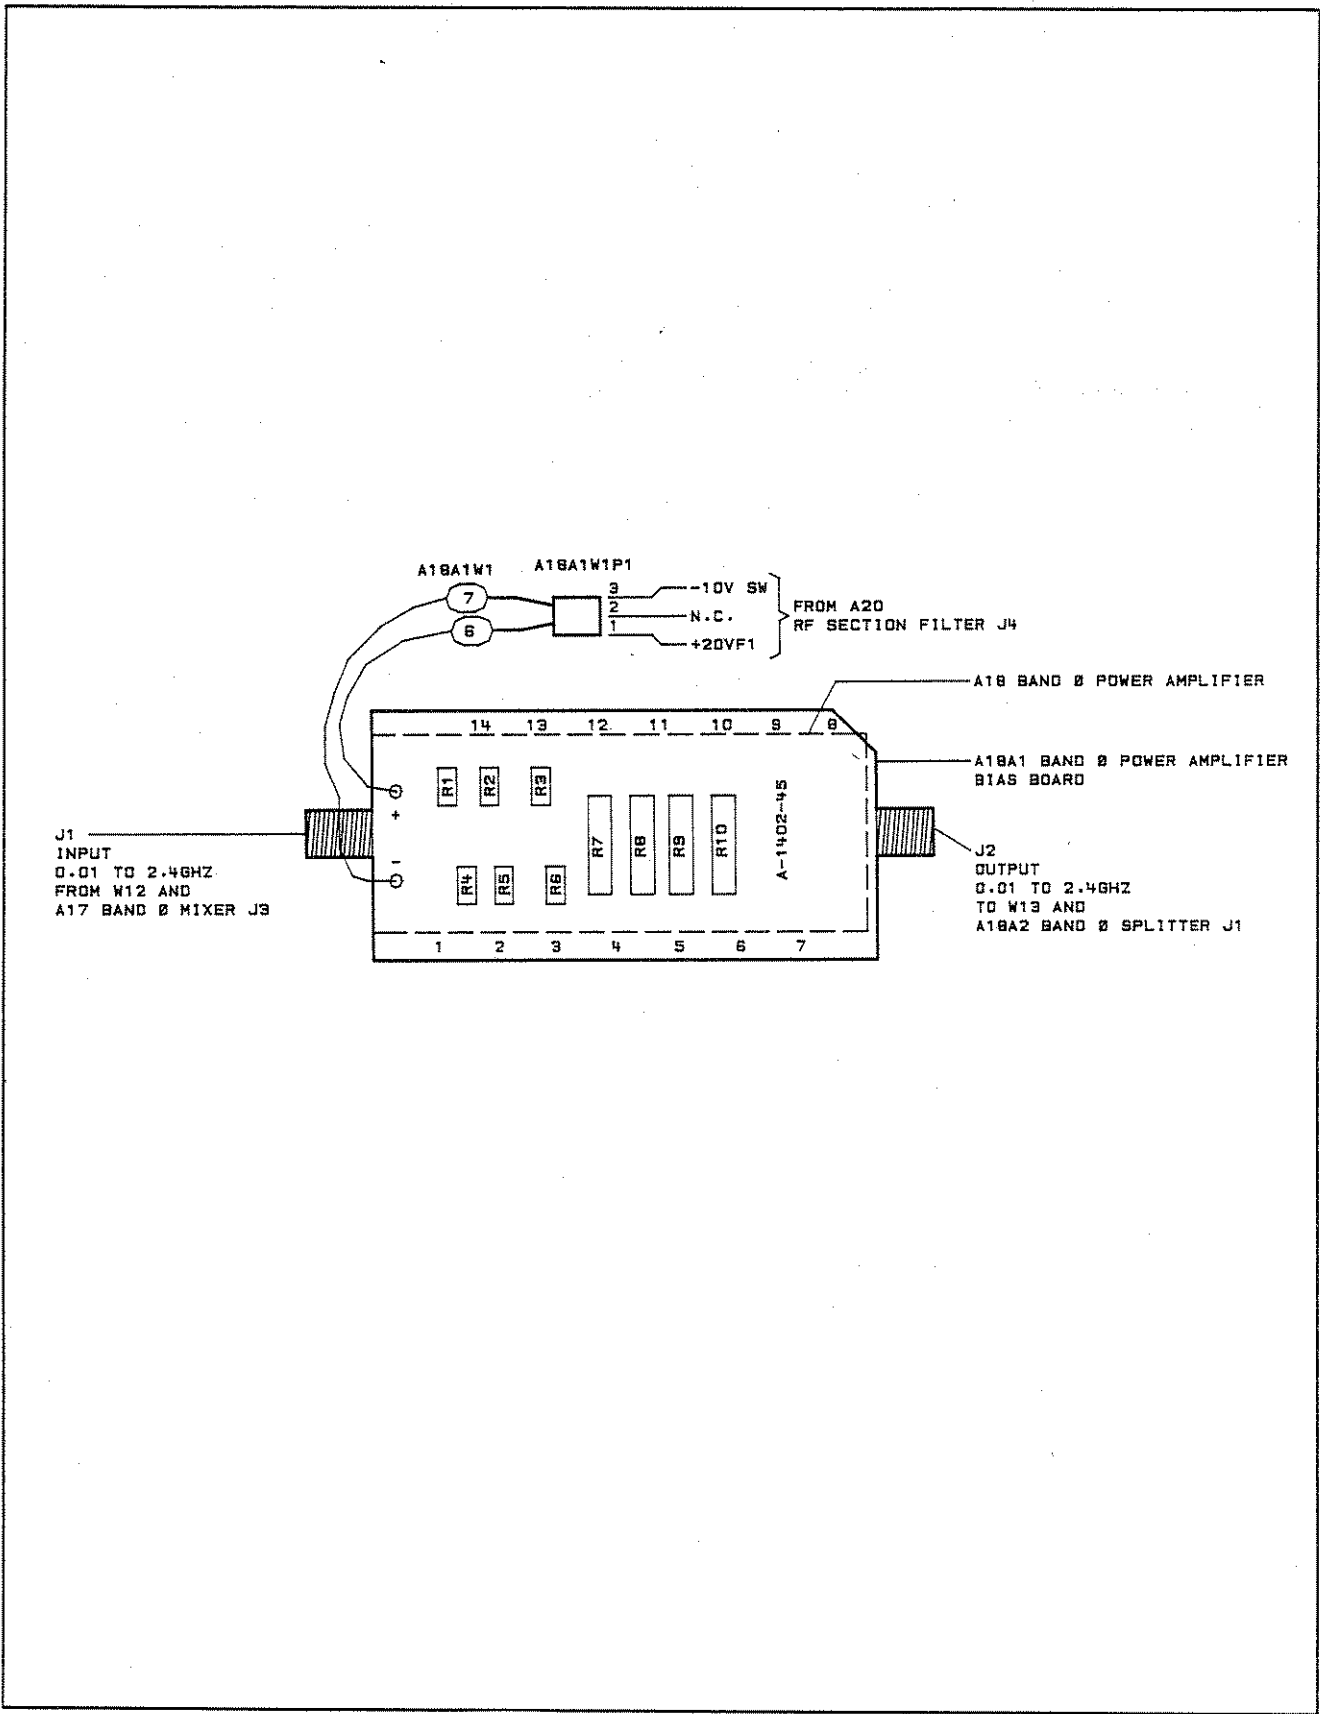 A18A1W1
A18A1W1P1
7
6
3
-10V SW
2
N.C.
1
+20VF1
FROM A20
RF SECTION FILTER J4
A18 BAND Ø POWER AMPLIFIER
14 13 12 11 10 9 8
A18A1 BAND Ø POWER AMPLIFIER
BIAS BOARD
R1 R2 R3
+
-
R4 R5 R6
R7 R8 R9 R10
A-1402-45
J1
INPUT
0.01 TO 2.4GHZ
FROM W12 AND
A17 BAND Ø MIXER J3
J2
OUTPUT
0.01 TO 2.4GHZ
TO W13 AND
A18A2 BAND Ø SPLITTER J1
1 2 3 4 5 6 7